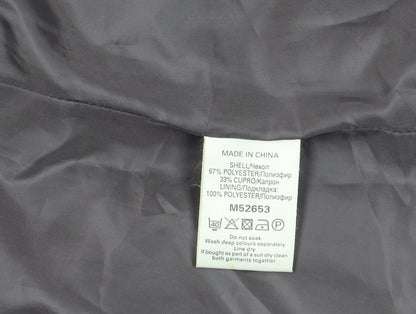 MADE IN CHINA
SHELL/Чехол:
67% POLYESTER/Полиэфир
33% CUPRO/Капрон
LINING/Подкладка:
100% POLYESTER/Полиэфир
M52653
40 P
Do not soak
Wash deep colours separately
Line dry
If bought as part of a suit dry clean
both garments together